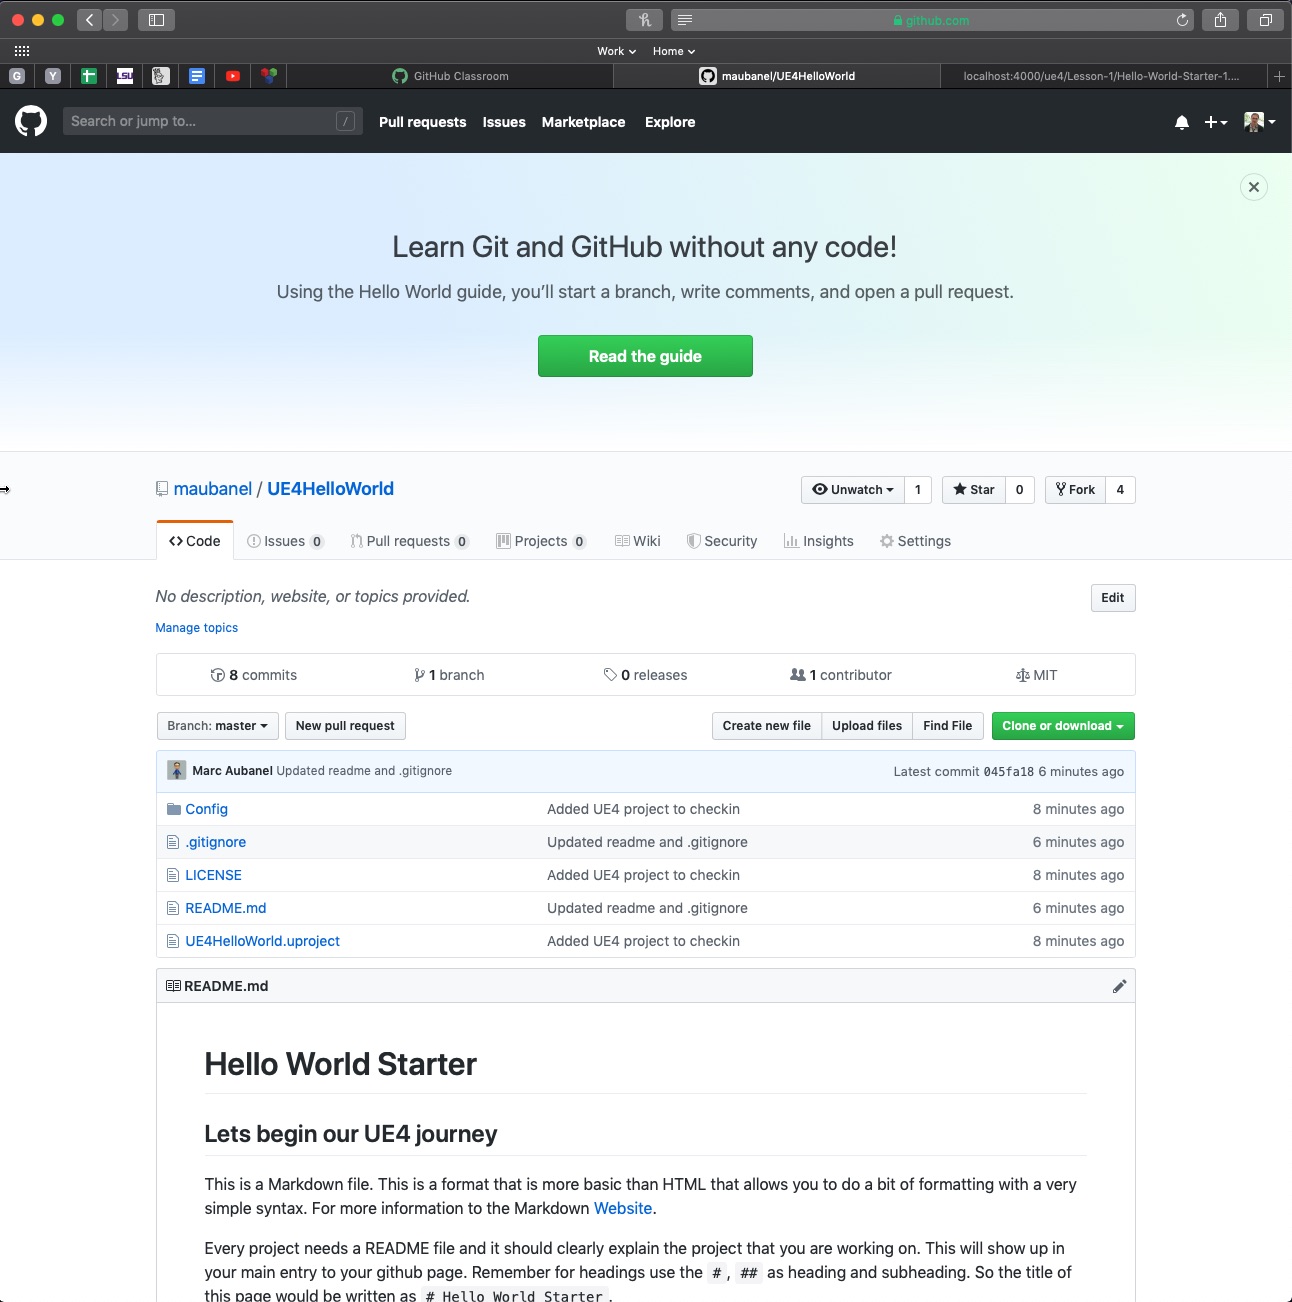 github.com
Work Home
G Y LSU GitHub Classroom maubanel/UE4HelloWorld localhost:4000/ue4/Lesson-1/Hello-World-Starter-1....
Search or jump to... / Pull requests Issues Marketplace Explore
Learn Git and GitHub without any code!
Using the Hello World guide, you’ll start a branch, write comments, and open a pull request.
Read the guide
maubanel / UE4HelloWorld Unwatch 1 Star 0 Fork 4
Code Issues 0 Pull requests 0 Projects 0 Wiki Security Insights Settings
No description, website, or topics provided. Edit
Manage topics
8 commits 1 branch 0 releases 1 contributor MIT
Branch: master New pull request Create new file Upload files Find File Clone or download
Marc Aubanel Updated readme and .gitignore Latest commit 045fa18 6 minutes ago
Config Added UE4 project to checkin 8 minutes ago
.gitignore Updated readme and .gitignore 6 minutes ago
LICENSE Added UE4 project to checkin 8 minutes ago
README.md Updated readme and .gitignore 6 minutes ago
UE4HelloWorld.uproject Added UE4 project to checkin 8 minutes ago
README.md
Hello World Starter
Lets begin our UE4 journey
This is a Markdown file. This is a format that is more basic than HTML that allows you to do a bit of formatting with a very
simple syntax. For more information to the Markdown Website.
Every project needs a README file and it should clearly explain the project that you are working on. This will show up in
your main entry to your github page. Remember for headings use the #, ## as heading and subheading. So the title of
this page would be written as # Hello World Starter.